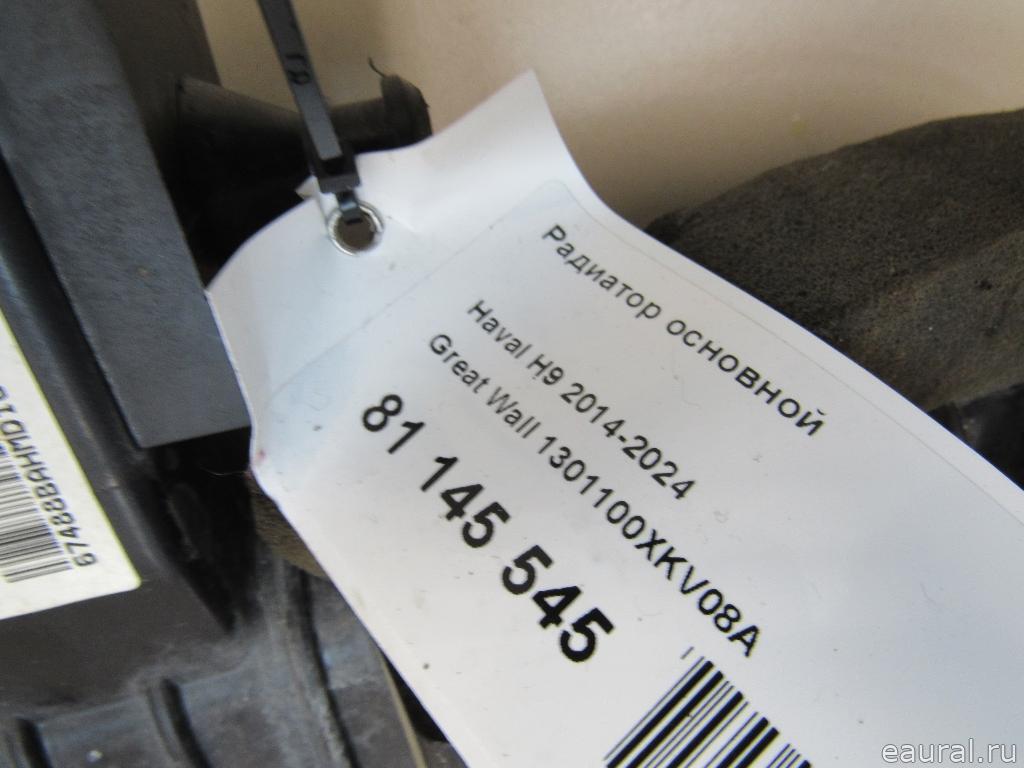 Радиатор основной
Haval H9 2014-2024
Great Wall 1301100XKV08A
81 145 545
eaural.ru